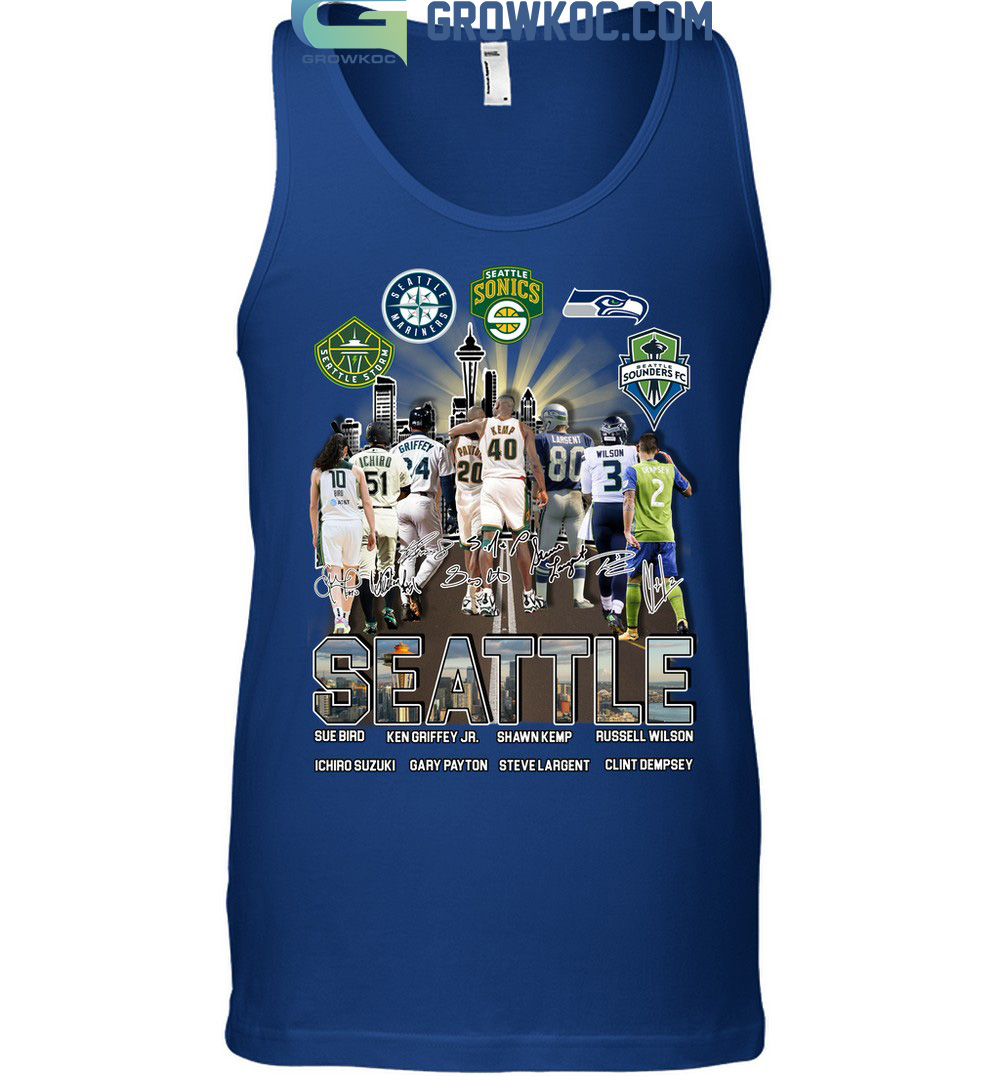 GROWKOC.COM
GROWKOC
SEATTLE MARINERS
SEATTLE
SONICS
SEATTLE STORM
SEATTLE
SOUNDERS FC
KEMP
40
LARGENT
80
GRIFFEY
24
ICHIRO
51
PAYTON
20
WILSON
3
DEMPSEY
2
10
BIRD
AT&T
SEATTLE
SUE BIRD KEN GRIFFEY JR. SHAWN KEMP RUSSELL WILSON
ICHIRO SUZUKI GARY PAYTON STEVE LARGENT CLINT DEMPSEY